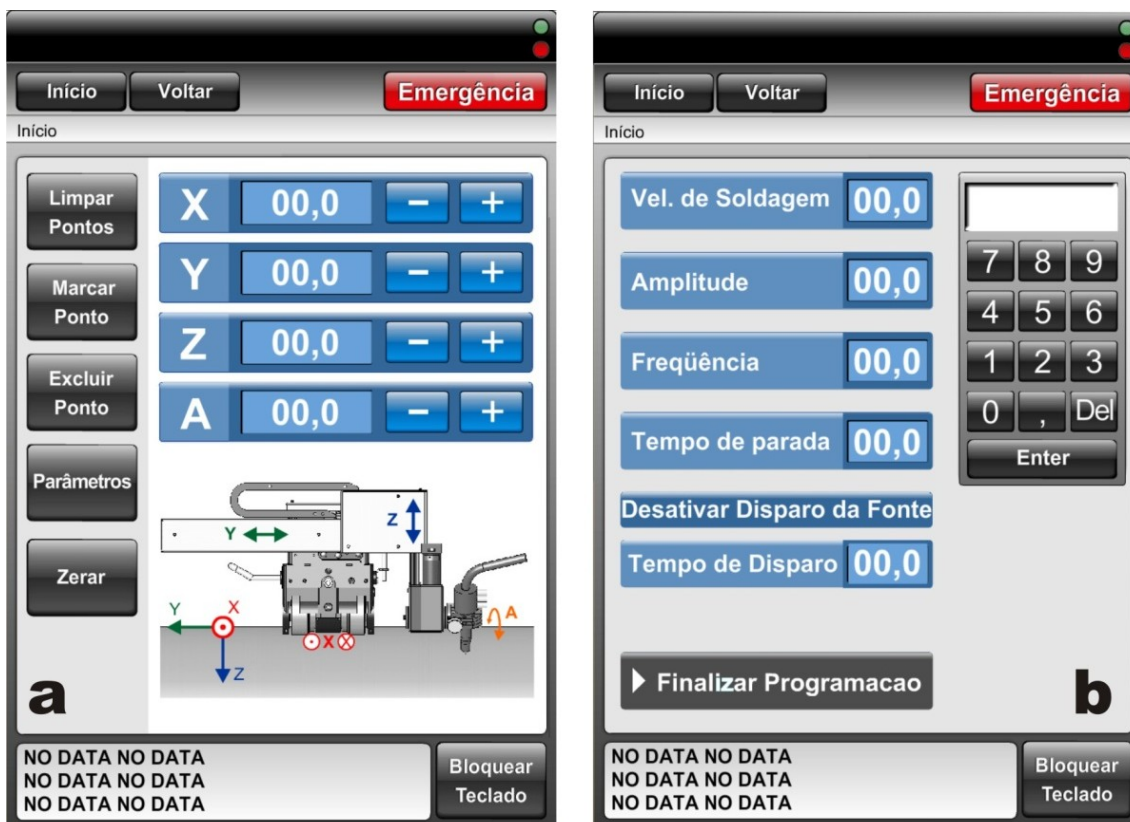 Início
Voltar
Emergência
Início
Limpar
Pontos
Marcar
Ponto
Excluir
Ponto
Parâmetros
Zerar
X 00,0 − +
Y 00,0 − +
Z 00,0 − +
A 00,0 − +
Y
Z
A
Y
X
X
Z
a
NO DATA NO DATA
NO DATA NO DATA
NO DATA NO DATA
Bloquear
Teclado
Início
Voltar
Emergência
Início
Vel. de Soldagem 00,0
Amplitude 00,0
Freqüência 00,0
Tempo de parada 00,0
Desativar Disparo da Fonte
Tempo de Disparo 00,0
Finalizar Programacao
7 8 9
4 5 6
1 2 3
0 , Del
Enter
b
NO DATA NO DATA
NO DATA NO DATA
NO DATA NO DATA
Bloquear
Teclado